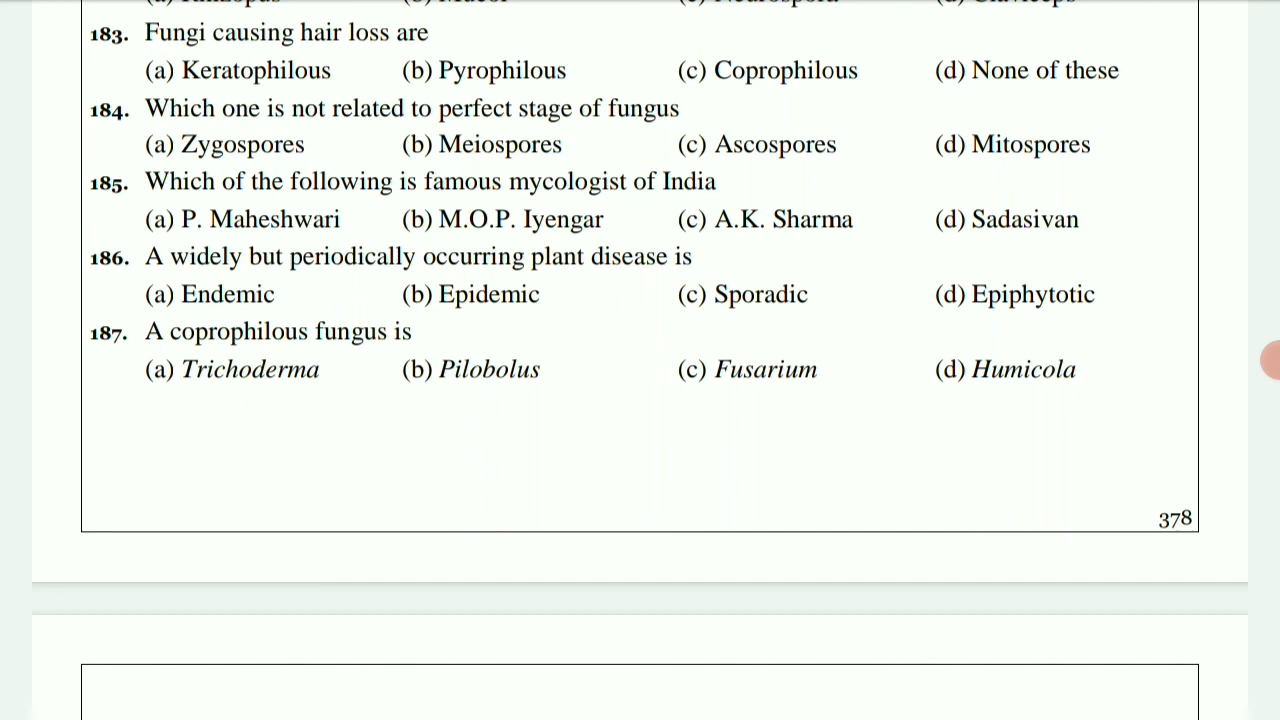 183. Fungi causing hair loss are
(a) Keratophilous (b) Pyrophilous (c) Coprophilous (d) None of these
184. Which one is not related to perfect stage of fungus
(a) Zygospores (b) Meiospores (c) Ascospores (d) Mitospores
185. Which of the following is famous mycologist of India
(a) P. Maheshwari (b) M.O.P. Iyengar (c) A.K. Sharma (d) Sadasivan
186. A widely but periodically occurring plant disease is
(a) Endemic (b) Epidemic (c) Sporadic (d) Epiphytotic
187. A coprophilous fungus is
(a) Trichoderma (b) Pilobolus (c) Fusarium (d) Humicola
378